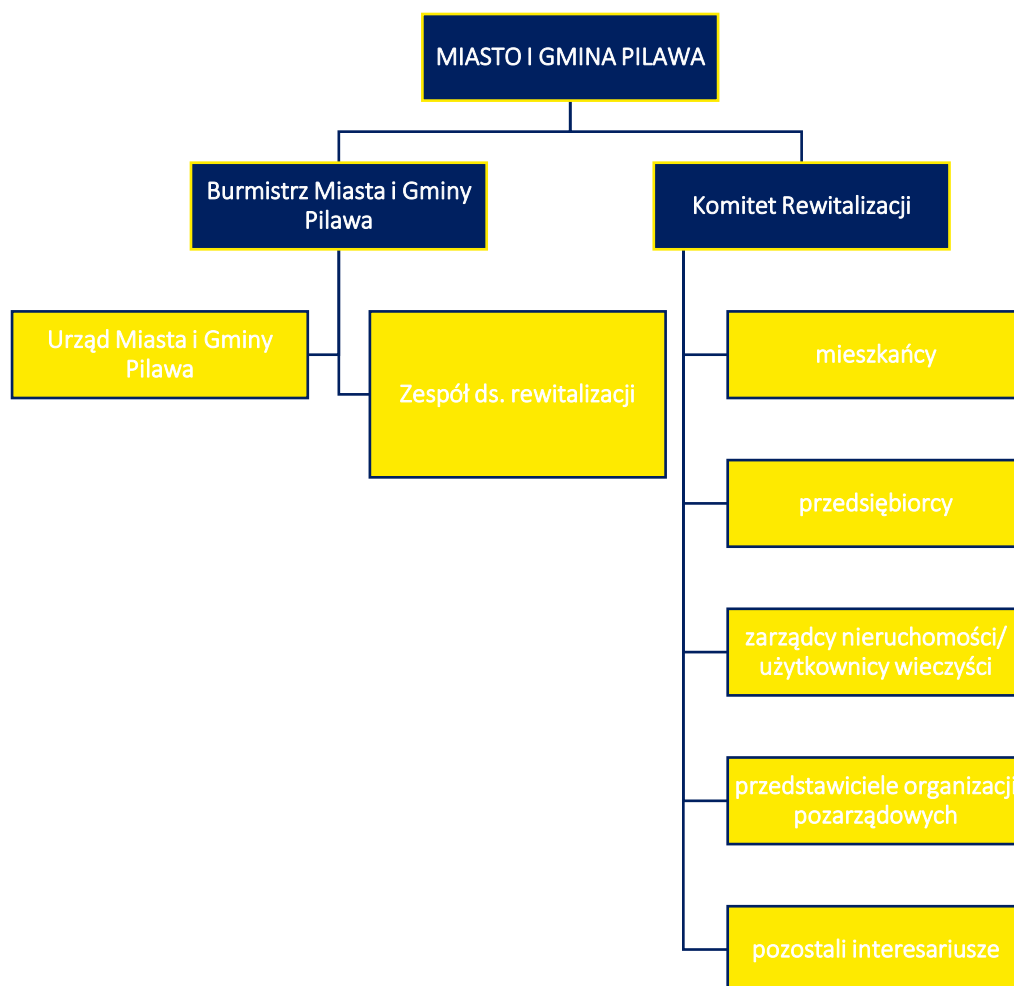 MIASTO I GMINA PILAWA
Burmistrz Miasta i Gminy
Pilawa
Komitet Rewitalizacji
Urząd Miasta i Gminy
Pilawa
Zespół ds. rewitalizacji
mieszkańcy
przedsiębiorcy
zarządcy nieruchomości/
użytkownicy wieczyści
przedstawiciele organizacji
pozarządowych
pozostali interesariusze